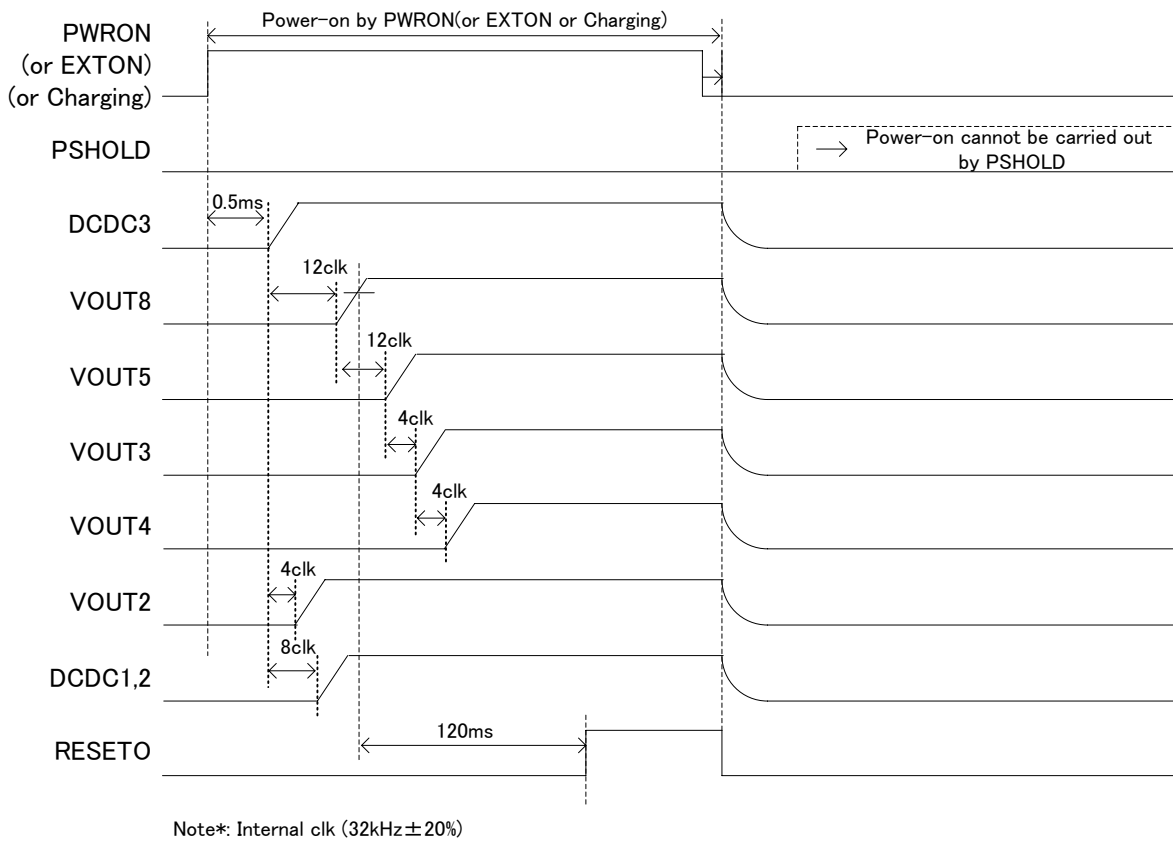 Power-on by PWRON(or EXTON or Charging)
PWRON
(or EXTON)
(or Charging)
PSHOLD
Power-on cannot be carried out
by PSHOLD
0.5ms
DCDC3
12clk
VOUT8
12clk
VOUT5
4clk
VOUT3
4clk
VOUT4
4clk
VOUT2
8clk
DCDC1,2
120ms
RESETO
Note*: Internal clk (32kHz±20%)